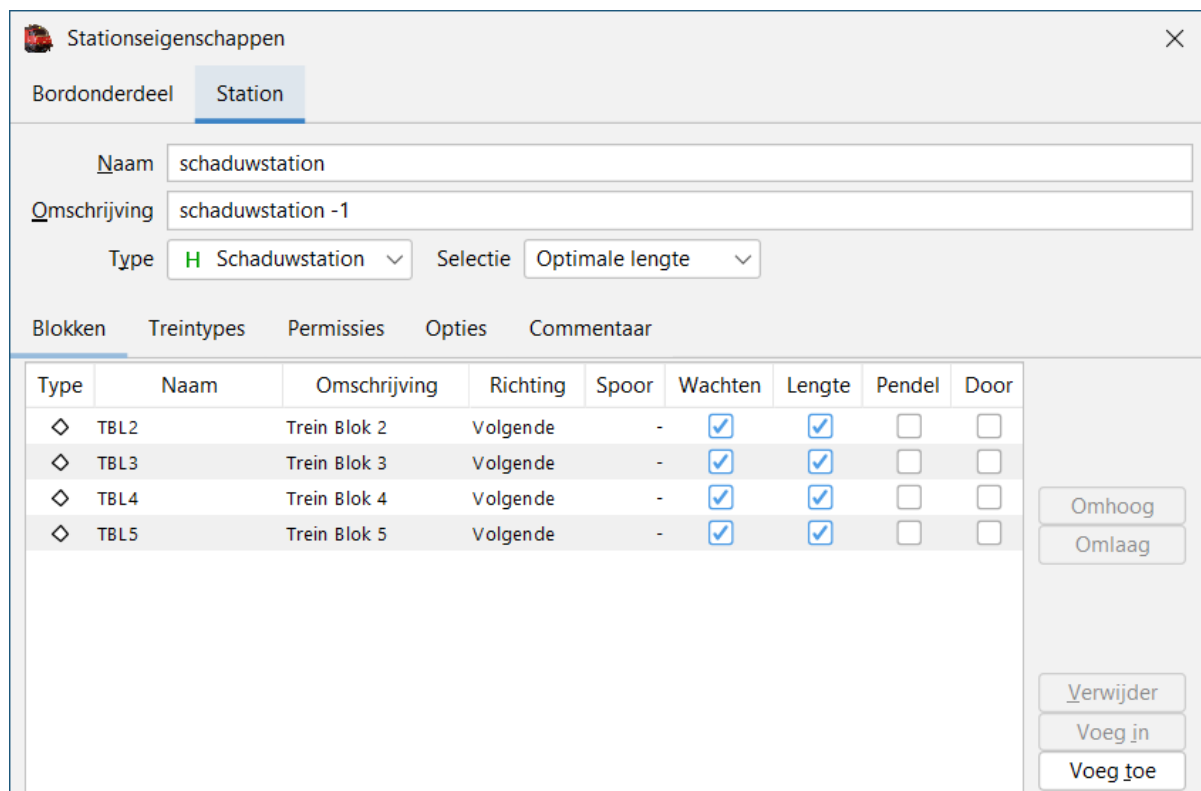 Stationseigenschappen
Bordonderdeel Station
Naam schaduwstation
Omschrijving schaduwstation -1
Type H Schaduwstation Selectie Optimale lengte
Blokken Treintypes Permissies Opties Commentaar
Type Naam Omschrijving Richting Spoor Wachten Lengte Pendel Door
TBL2 Trein Blok 2 Volgende -
TBL3 Trein Blok 3 Volgende -
TBL4 Trein Blok 4 Volgende -
TBL5 Trein Blok 5 Volgende -
Omhoog
Omlaag
Verwijder
Voeg in
Voeg toe